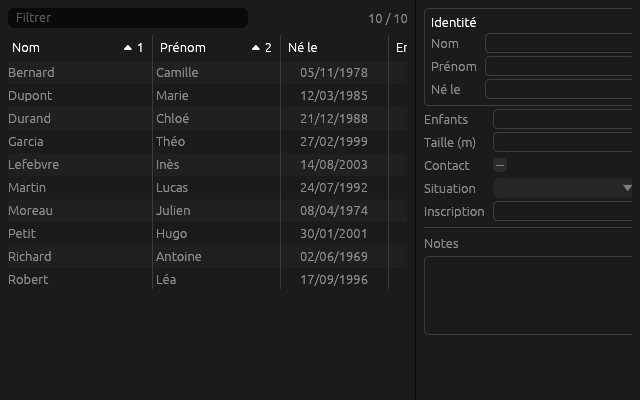 Filtrer 10 / 10
Nom 1 Prénom 2 Né le
Bernard Camille 05/11/1978
Dupont Marie 12/03/1985
Durand Chloé 21/12/1988
Garcia Théo 27/02/1999
Lefebvre Inès 14/08/2003
Martin Lucas 24/07/1992
Moreau Julien 08/04/1974
Petit Hugo 30/01/2001
Richard Antoine 02/06/1969
Robert Léa 17/09/1996
Identité
Nom
Prénom
Né le
Enfants
Taille (m)
Contact
Situation
Inscription
Notes